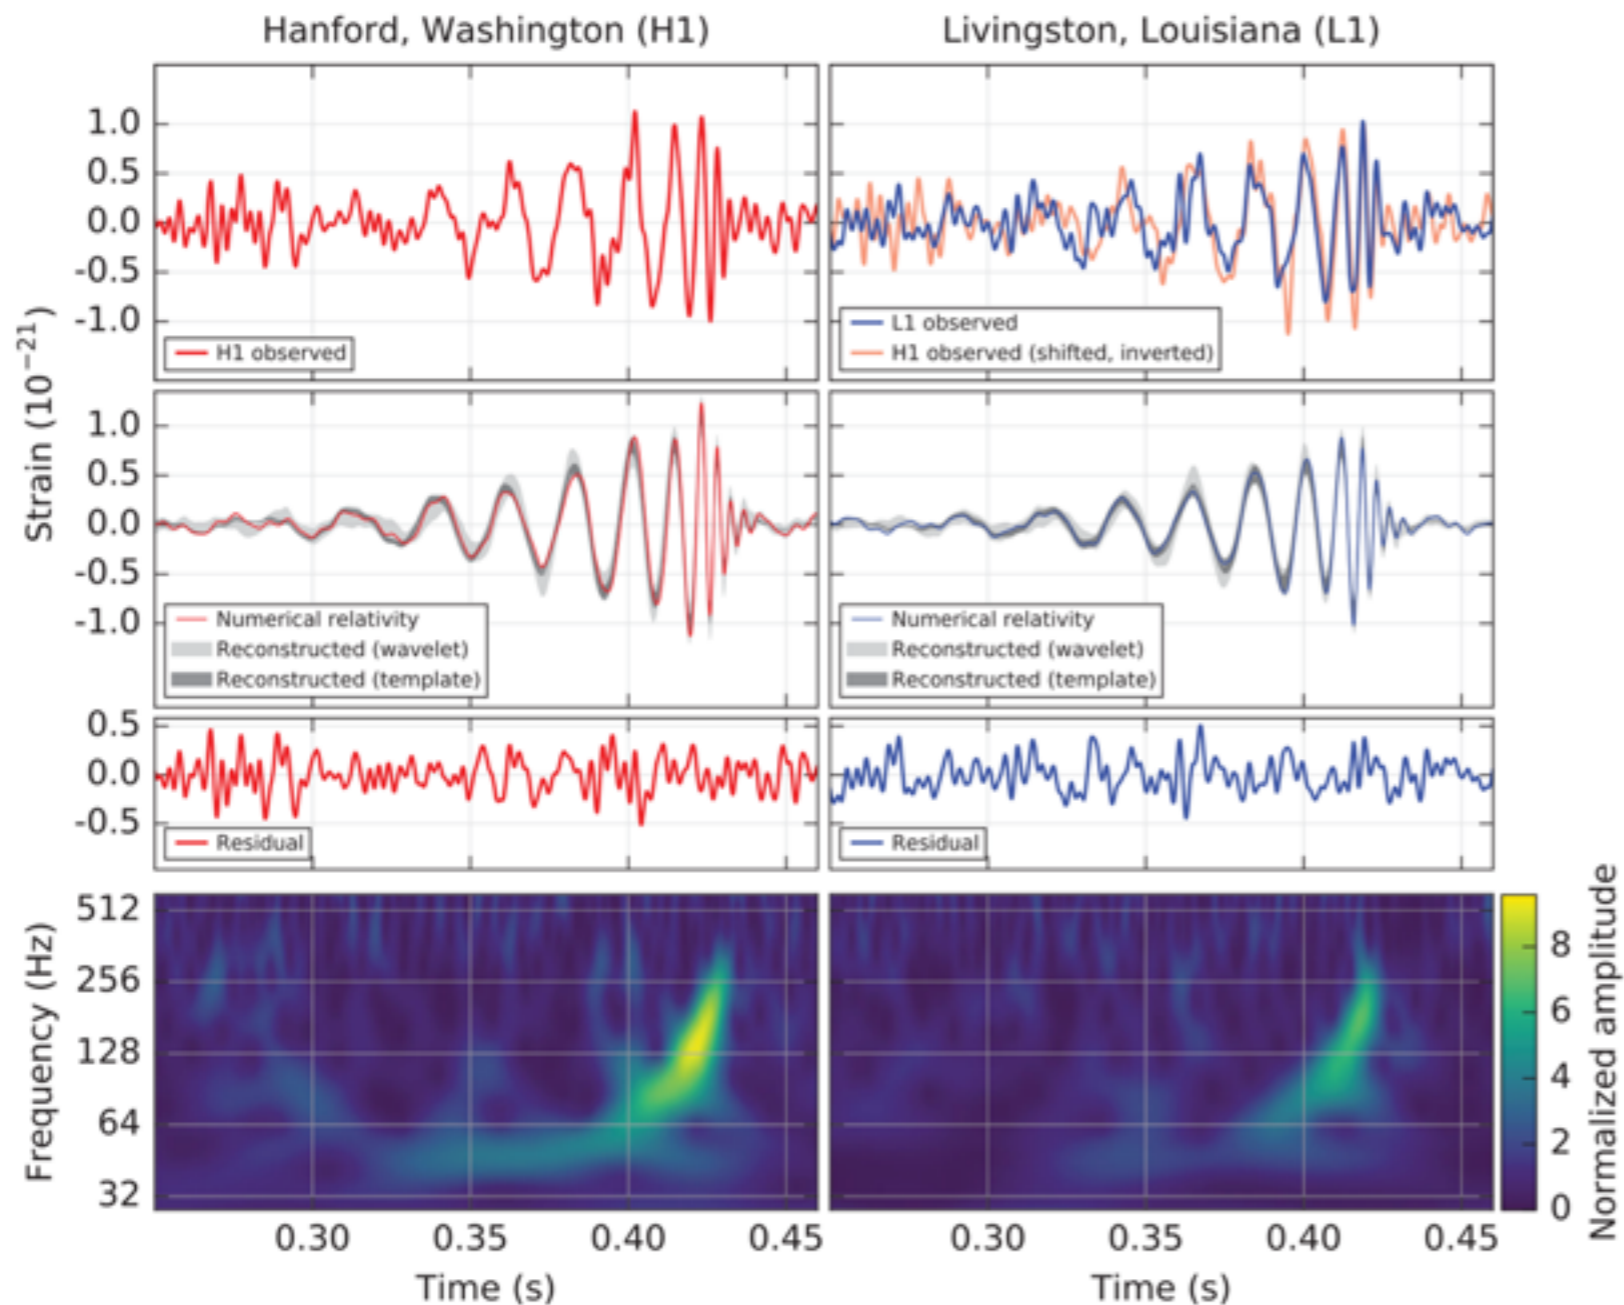 Hanford, Washington (H1)
Livingston, Louisiana (L1)
Strain (10⁻²¹)
1.0
0.5
0.0
-0.5
-1.0
H1 observed
L1 observed
H1 observed (shifted, inverted)
1.0
0.5
0.0
-0.5
-1.0
Numerical relativity
Reconstructed (wavelet)
Reconstructed (template)
Numerical relativity
Reconstructed (wavelet)
Reconstructed (template)
0.5
0.0
-0.5
Residual
Residual
Frequency (Hz)
512
256
128
64
32
Normalized amplitude
8
6
4
2
0
0.30 0.35 0.40 0.45
0.30 0.35 0.40 0.45
Time (s)
Time (s)